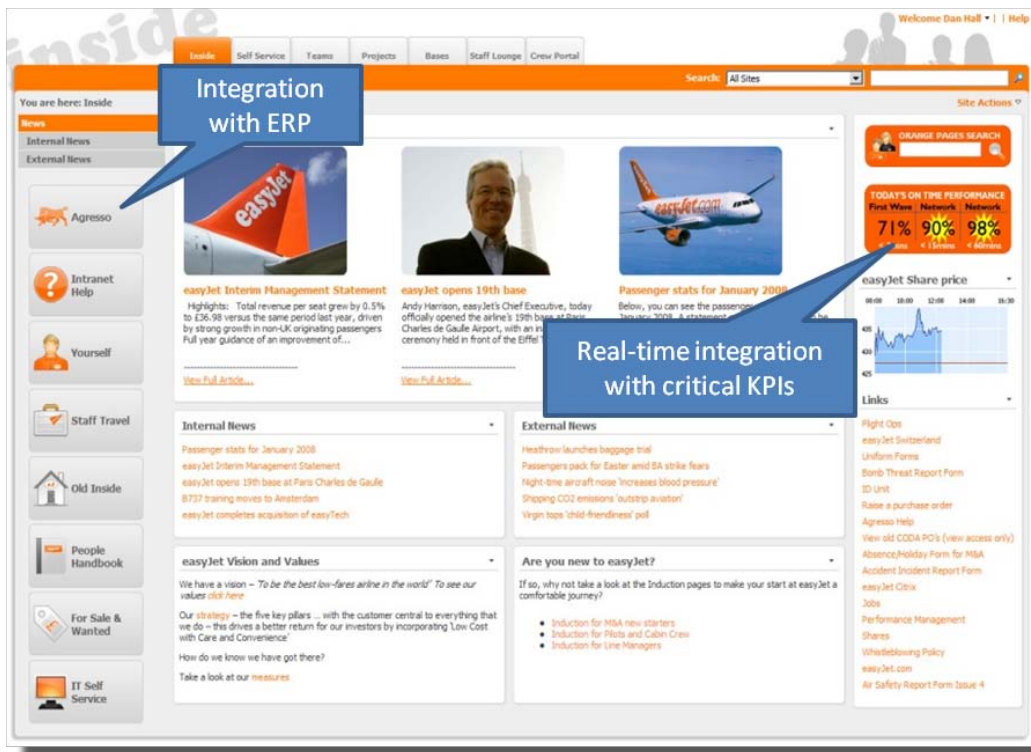 inside
Welcome Dan Hall | | Help
Inside
Self Service
Teams
Projects
Bases
Staff Lounge
Crew Portal
Search: All Sites
You are here: Inside
Site Actions
Integration
with ERP
News
Internal News
External News
Agresso
Intranet
Help
Yourself
Staff Travel
Old Inside
People
Handbook
For Sale &
Wanted
IT Self
Service
easyJet
easyJet.com
easyJet Interim Management Statement
Highlights: Total revenue per seat grew by 0.5%
to £36.98 versus the same period last year, driven
by strong growth in non-UK originating passengers
Full year guidance of an improvement of...
View Full Article...
easyJet opens 19th base
Andy Harrison, easyJet's Chief Executive, today
officially opened the airline's 19th base at Paris
Charles de Gaulle Airport, with an
ceremony held in front of the Eiffel
View Full Article...
Passenger stats for January 2008
Below, you can see the passenger
January 2008. A statement
Real-time integration
with critical KPIs
ORANGE PAGES SEARCH
TODAY'S ON TIME PERFORMANCE
First Wave Network Network
71% 90% 98%
< 15mins < 60mins
easyJet Share price
08:00 10:00 12:00 14:00 16:30
435
430
425
Internal News
Passenger stats for January 2008
easyJet Interim Management Statement
easyJet opens 19th base at Paris Charles de Gaulle
B737 training moves to Amsterdam
easyJet completes acquisition of easyTech
External News
Heathrow launches baggage trial
Passengers pack for Easter amid BA strike fears
Night-time aircraft noise 'increases blood pressure'
Shipping CO2 emissions 'outstrip aviation'
Virgin tops 'child-friendliness' poll
easyJet Vision and Values
We have a vision – To be the best low-fares airline in the world' To see our
values click here
Our strategy – the five key pillars ... with the customer central to everything that
we do – this drives a better return for our investors by incorporating 'Low Cost
with Care and Convenience'
How do we know we have got there?
Take a look at our measures
Are you new to easyJet?
If so, why not take a look at the Induction pages to make your start at easyJet a
comfortable journey?
Induction for M&A new starters
Induction for Pilots and Cabin Crew
Induction for Line Managers
Links
Flight Ops
easyJet Switzerland
Uniform Forms
Bomb Threat Report Form
ID Unit
Raise a purchase order
Agresso Help
View old CODA PO's (view access only)
Absence/Holiday Form for M&A
Accident Incident Report Form
easyJet Citrix
Jobs
Performance Management
Shares
Whistleblowing Policy
easyJet.com
Air Safety Report Form Issue 4